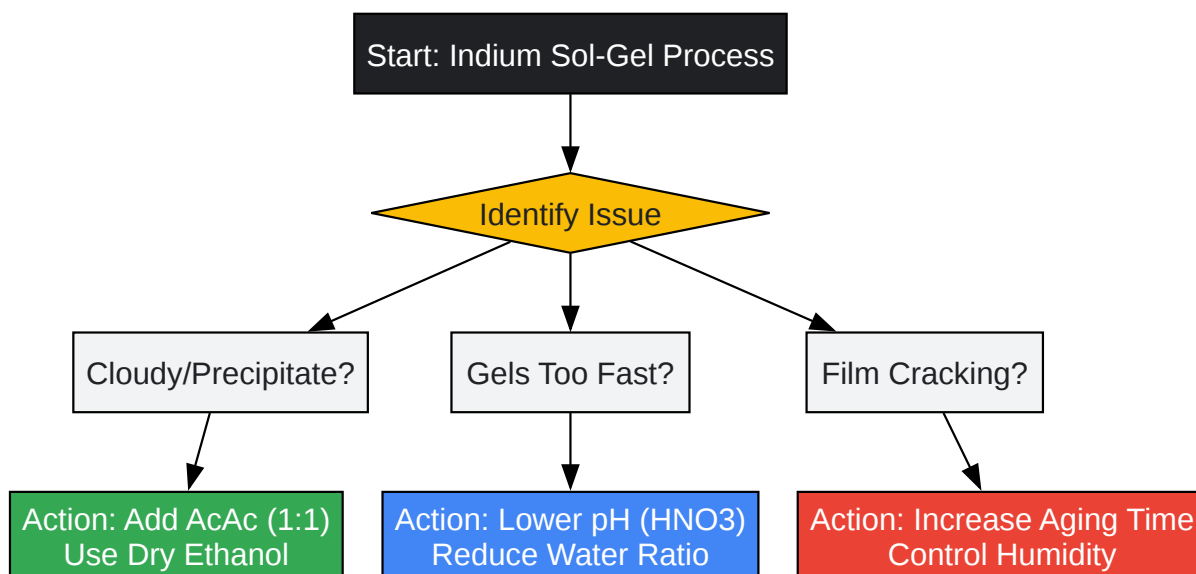 Start: Indium Sol-Gel Process
Identify Issue
Cloudy/Precipitate?
Gels Too Fast?
Film Cracking?
Action: Add AcAc (1:1)
Use Dry Ethanol
Action: Lower pH (HNO3)
Reduce Water Ratio
Action: Increase Aging Time
Control Humidity